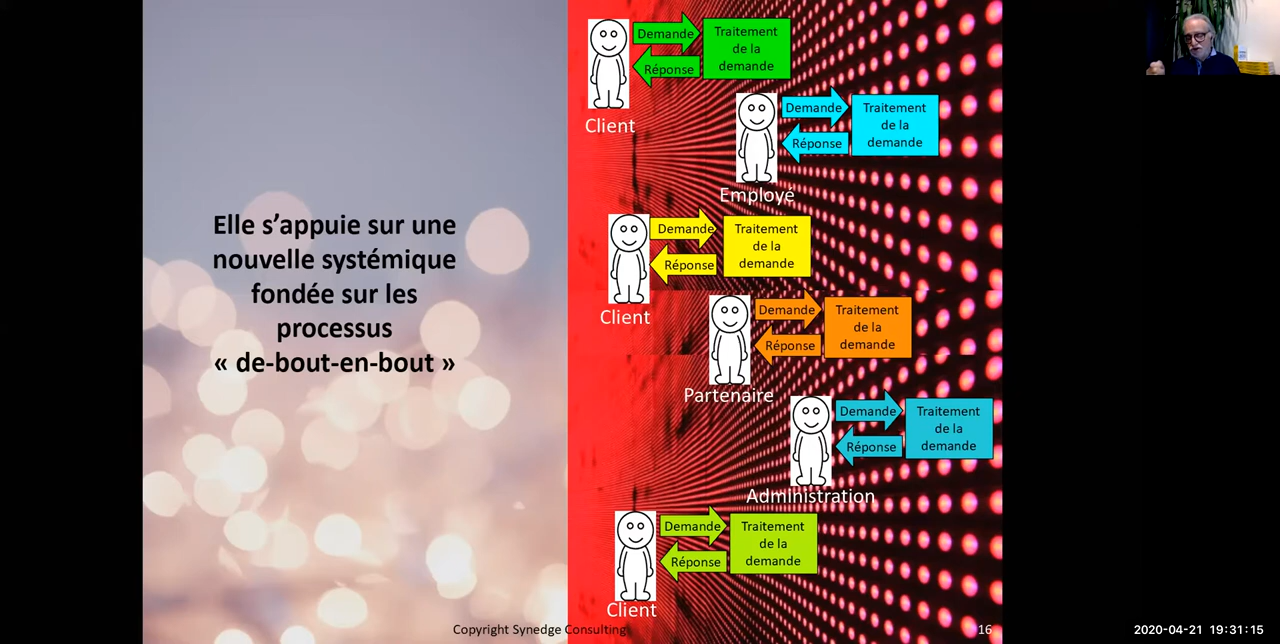 Elle s’appuie sur une
nouvelle systémique
fondée sur les
processus
« de-bout-en-bout »
Demande
Réponse
Traitement
de la
demande
Client
Demande
Réponse
Traitement
de la
demande
Employé
Demande
Réponse
Traitement
de la
demande
Client
Demande
Réponse
Traitement
de la
demande
Partenaire
Demande
Réponse
Traitement
de la
demande
Administration
Demande
Réponse
Traitement
de la
demande
Client
Copyright Synedge Consulting
16
2020-04-21 19:31:15